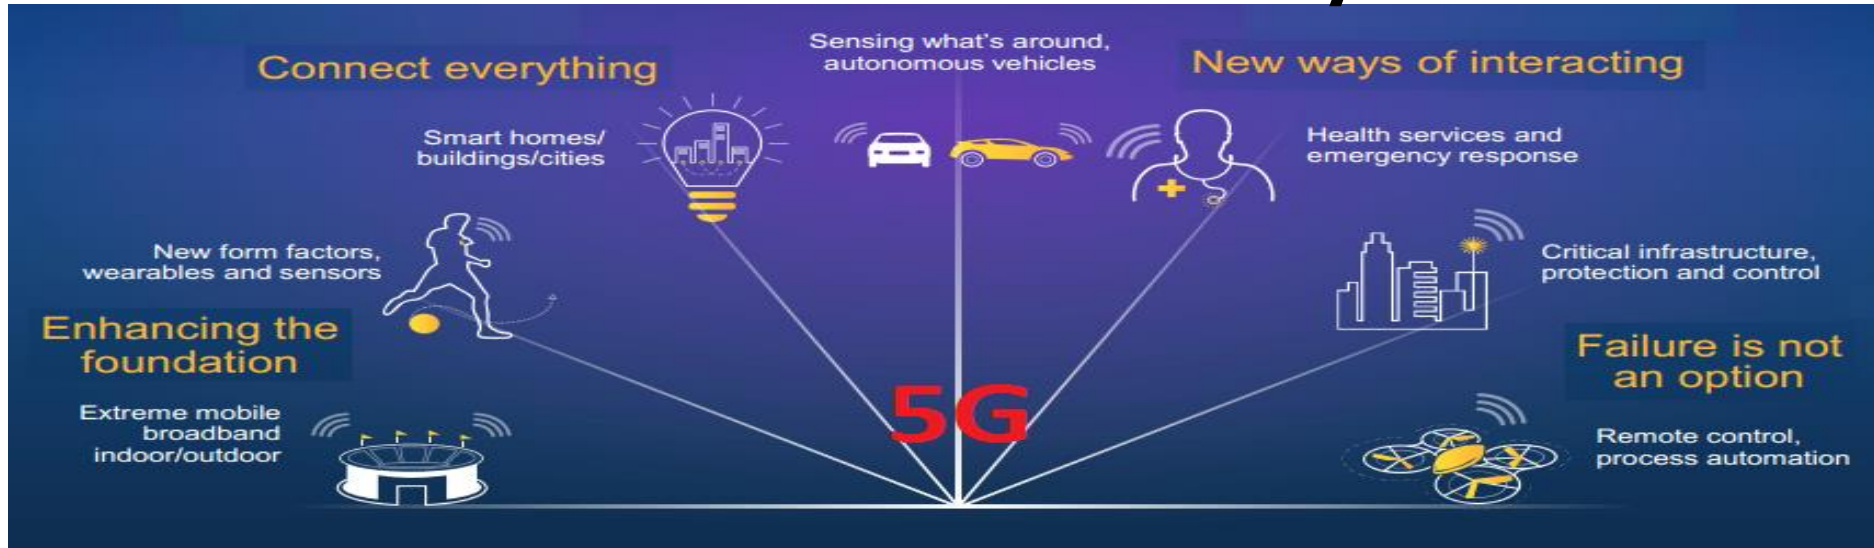 Sensing what's around,
autonomous vehicles
Connect everything
New ways of interacting
Smart homes/
buildings/cities
Health services and
emergency response
New form factors,
wearables and sensors
Critical infrastructure,
protection and control
Enhancing the
foundation
Failure is not
an option
Extreme mobile
broadband
indoor/outdoor
5G
Remote control,
process automation